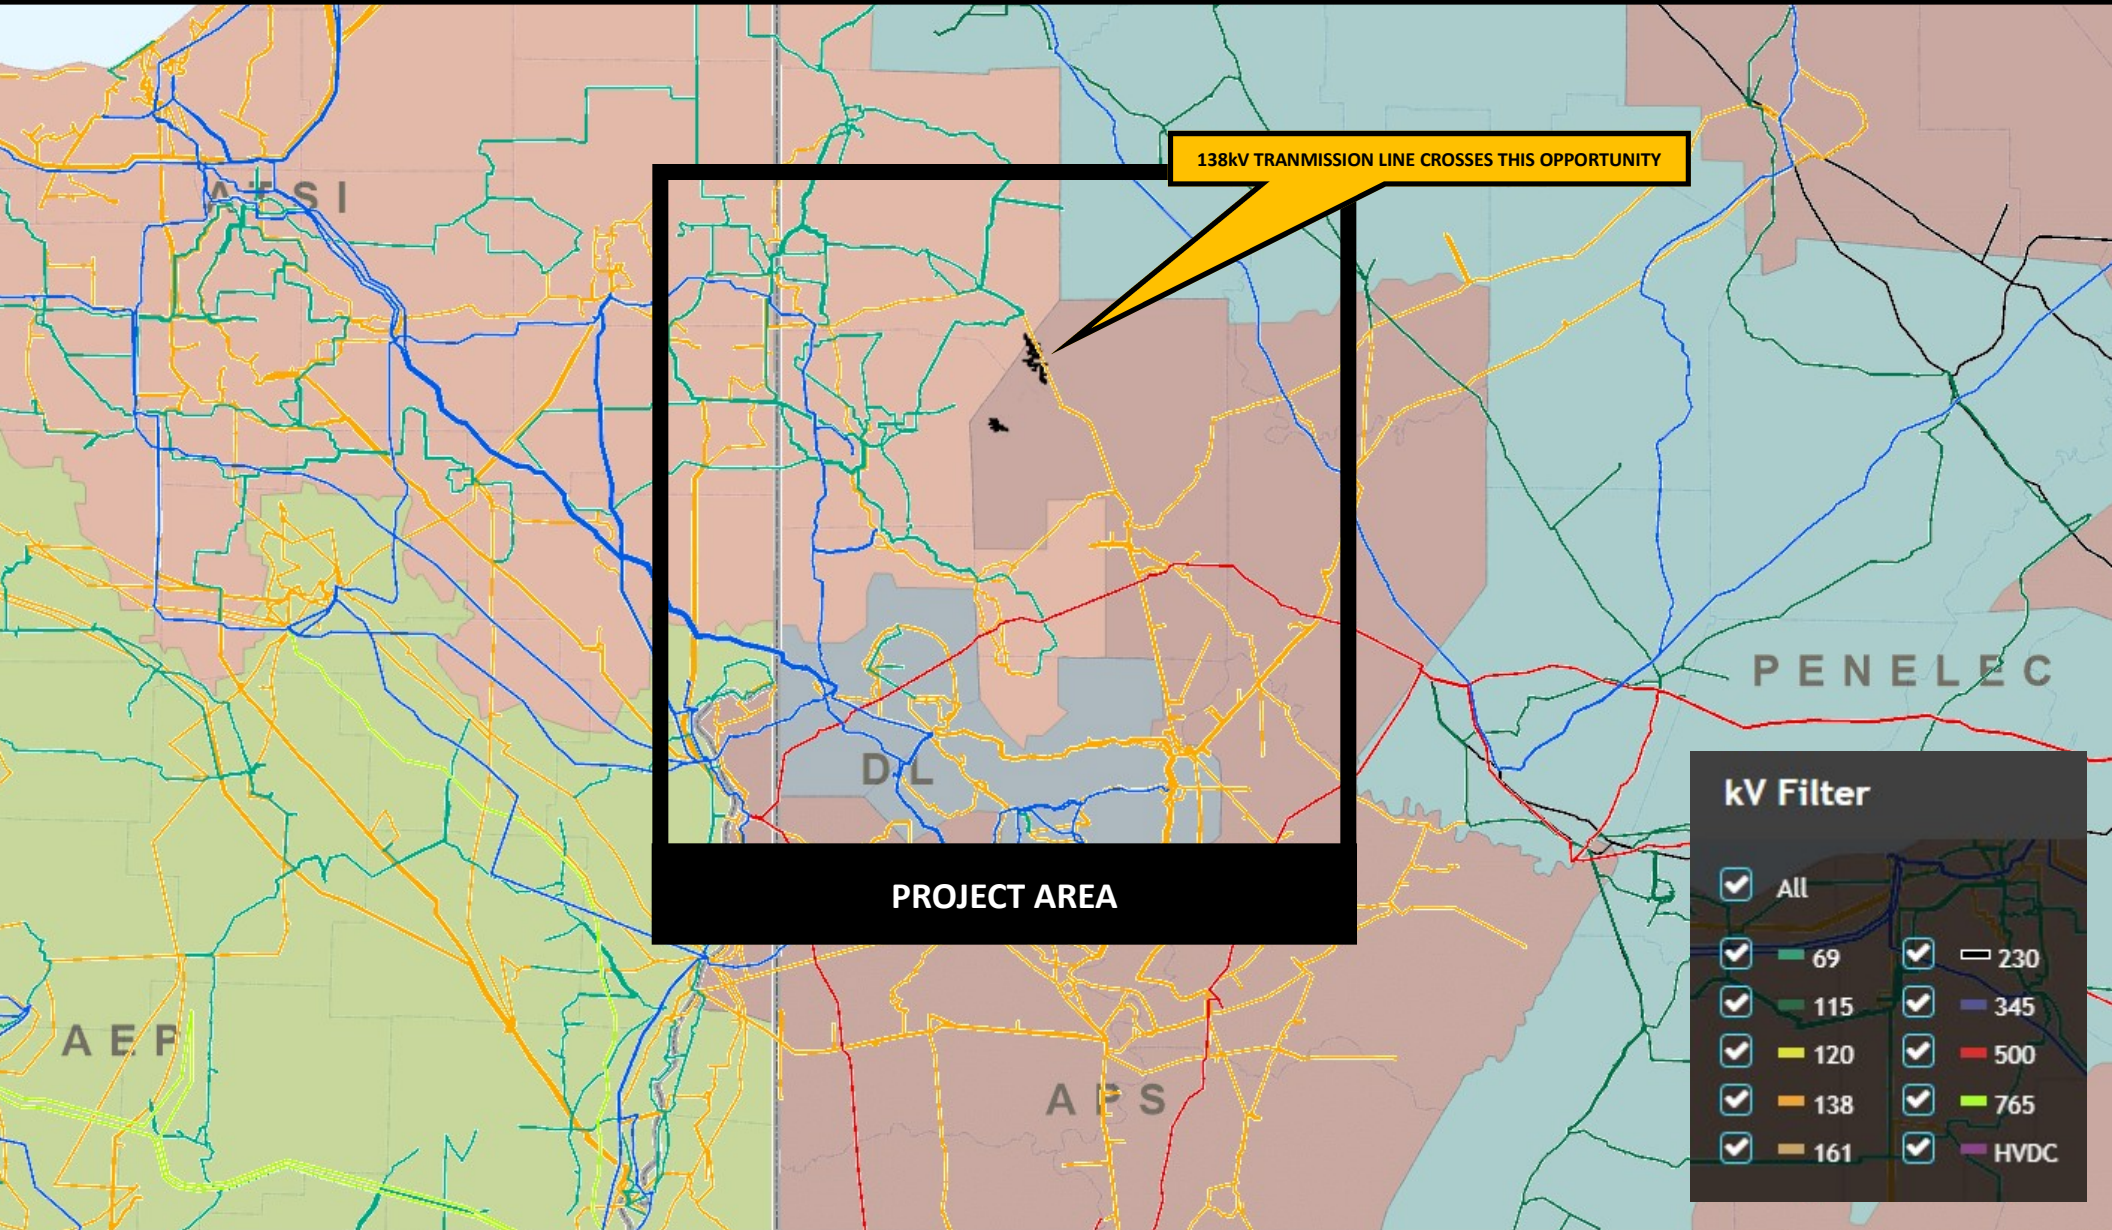 138kV TRANMISSION LINE CROSSES THIS OPPORTUNITY
ATSI
PENELEC
DL
kV Filter
All
69
230
115
345
120
500
138
765
161
HVDC
PROJECT AREA
AEP
APS